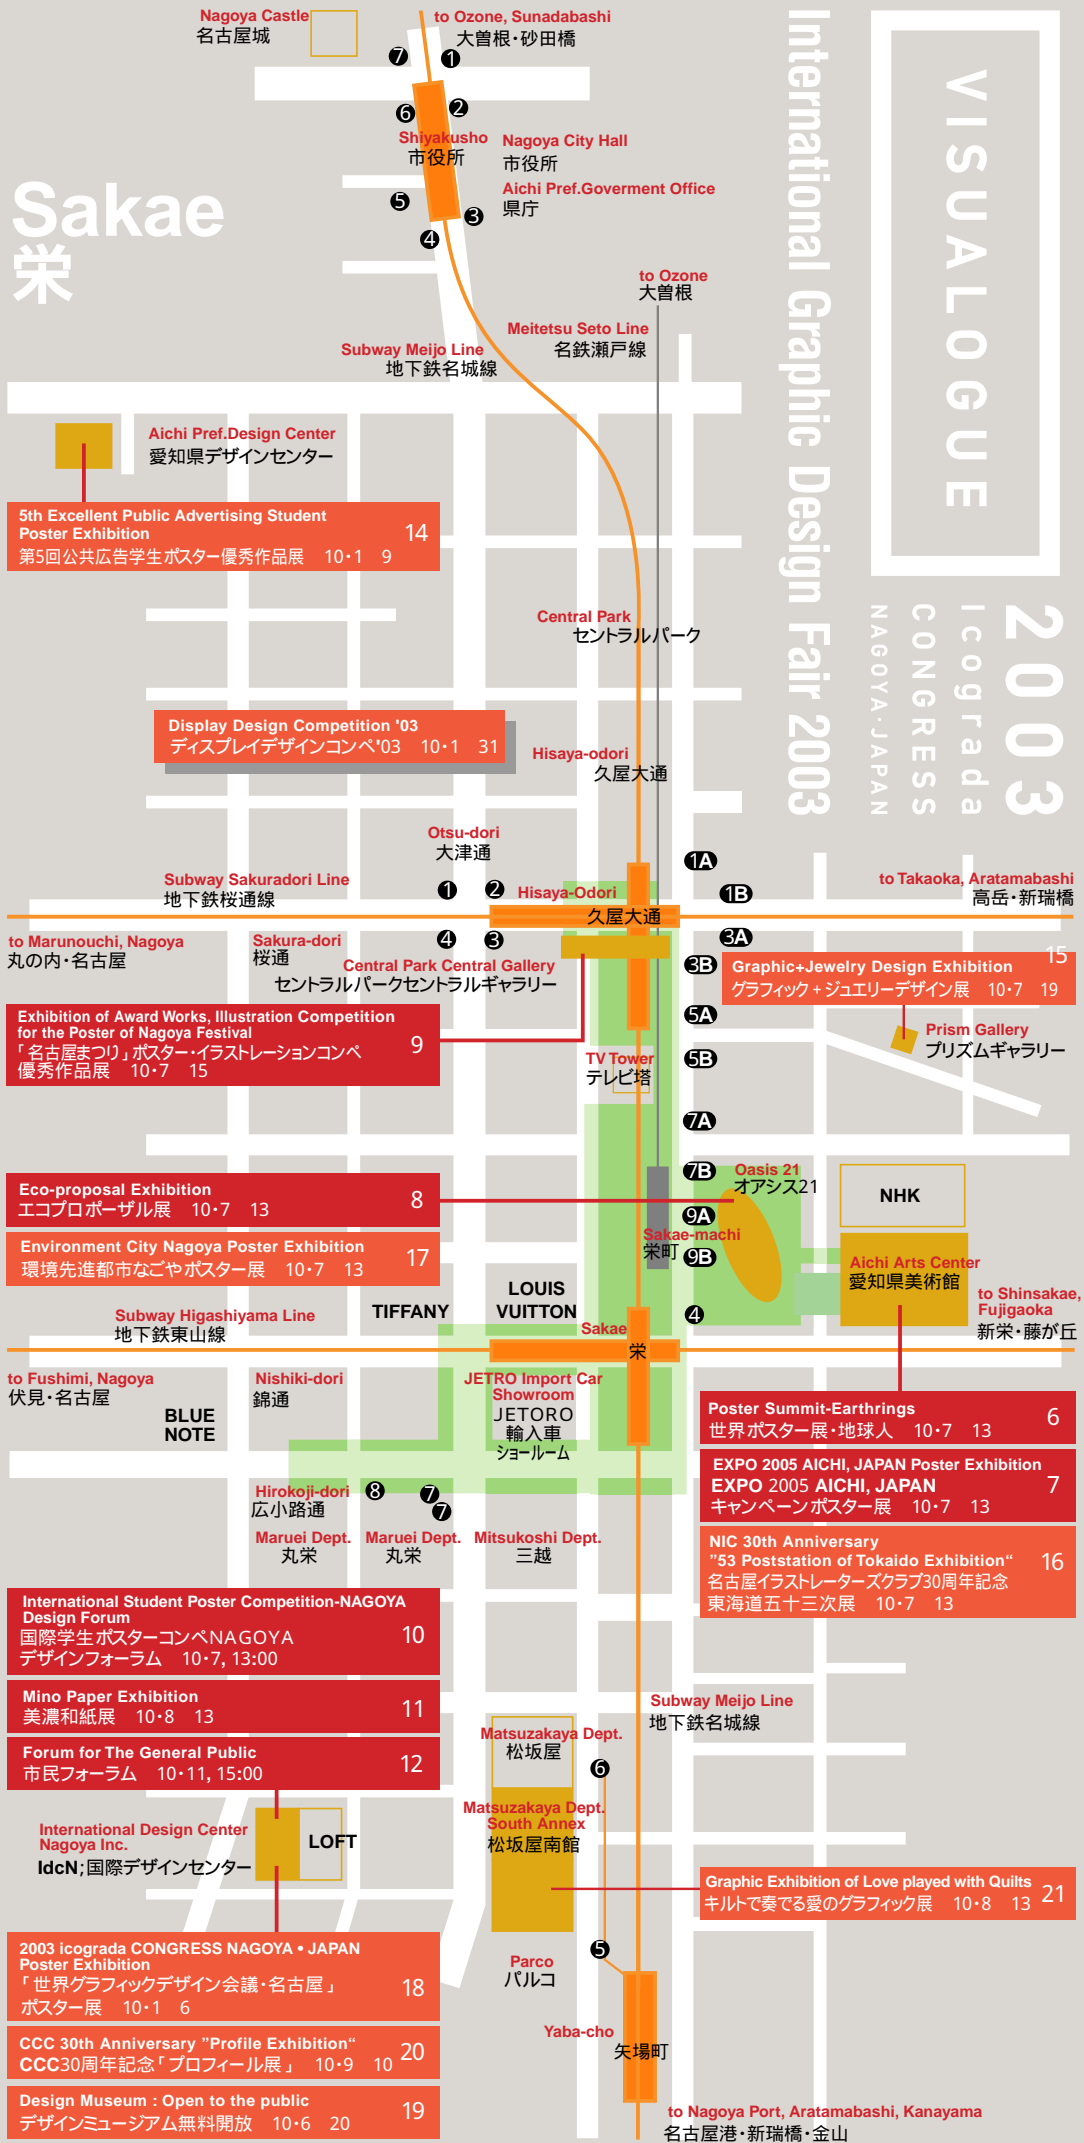 Nagoya Castle
名古屋城
to Ozone, Sunadabashi
大曽根・砂田橋
7
1
6
2
Shiyakusho
市役所
Nagoya City Hall
市役所
Aichi Pref.Goverment Office
県庁
5
3
4
Sakae
栄
VISUALOGUE
International Graphic Design Fair 2003
2003
Icograda
CONGRESS
NAGOYA・JAPAN
to Ozone
大曽根
Meitetsu Seto Line
名鉄瀬戸線
Subway Meijo Line
地下鉄名城線
Aichi Pref.Design Center
愛知県デザインセンター
5th Excellent Public Advertising Student
Poster Exhibition
14
第5回公共広告学生ポスター優秀作品展 10・1 9
Central Park
セントラルパーク
Display Design Competition '03
ディスプレイデザインコンペ'03 10・1 31
Hisaya-odori
久屋大通
Otsu-dori
大津通
1
2
1A
1B
Subway Sakuradori Line
地下鉄桜通線
Hisaya-Odori
久屋大通
to Takaoka, Aratamabashi
高岳・新瑞橋
to Marunouchi, Nagoya
丸の内・名古屋
Sakura-dori
桜通
4
3
3A
3B
Central Park Central Gallery
セントラルパークセントラルギャラリー
15
Graphic+Jewelry Design Exhibition
グラフィック+ジュエリーデザイン展 10・7 19
Exhibition of Award Works, Illustration Competition
for the Poster of Nagoya Festival
9
「名古屋まつり」ポスター・イラストレーションコンペ
優秀作品展 10・7 15
5A
Prism Gallery
プリズムギャラリー
TV Tower
テレビ塔
5B
7A
7B
Eco-proposal Exhibition
エコプロポーザル展 10・7 13
8
Oasis 21
オアシス21
NHK
9A
Sakae-machi
栄町
9B
Environment City Nagoya Poster Exhibition
環境先進都市なごやポスター展 10・7 13
17
Aichi Arts Center
愛知県美術館
to Shinsakae,
Fujigaoka
新栄・藤が丘
Subway Higashiyama Line
地下鉄東山線
TIFFANY
LOUIS
VUITTON
4
Sakae
栄
to Fushimi, Nagoya
伏見・名古屋
Nishiki-dori
錦通
BLUE
NOTE
JETRO Import Car
Showroom
JETORO
輸入車
ショールーム
Poster Summit-Earthrings
世界ポスター展・地球人 10・7 13
6
EXPO 2005 AICHI, JAPAN Poster Exhibition
EXPO 2005 AICHI, JAPAN
キャンペーンポスター展 10・7 13
7
NIC 30th Anniversary
”53 Poststation of Tokaido Exhibition“
名古屋イラストレーターズクラブ30周年記念
東海道五十三次展 10・7 13
16
Hirokoji-dori
広小路通
8
7
7
Maruei Dept.
丸栄
Maruei Dept.
丸栄
Mitsukoshi Dept.
三越
International Student Poster Competition-NAGOYA
Design Forum
国際学生ポスターコンペNAGOYA
デザインフォーラム 10・7, 13:00
10
Mino Paper Exhibition
美濃和紙展 10・8 13
11
Forum for The General Public
市民フォーラム 10・11, 15:00
12
Subway Meijo Line
地下鉄名城線
Matsuzakaya Dept.
松坂屋
6
Matsuzakaya Dept.
South Annex
松坂屋南館
International Design Center
Nagoya Inc.
IdcN;国際デザインセンター
LOFT
Graphic Exhibition of Love played with Quilts
キルトで奏でる愛のグラフィック展 10・8 13
21
2003 icograda CONGRESS NAGOYA • JAPAN
Poster Exhibition
「世界グラフィックデザイン会議・名古屋」
ポスター展 10・1 6
18
5
Parco
パルコ
CCC 30th Anniversary ”Profile Exhibition“
CCC30周年記念「プロフィール展」 10・9 10
20
Yaba-cho
矢場町
Design Museum : Open to the public
デザインミュージアム無料開放 10・6 20
19
to Nagoya Port, Aratamabashi, Kanayama
名古屋港・新瑞橋・金山